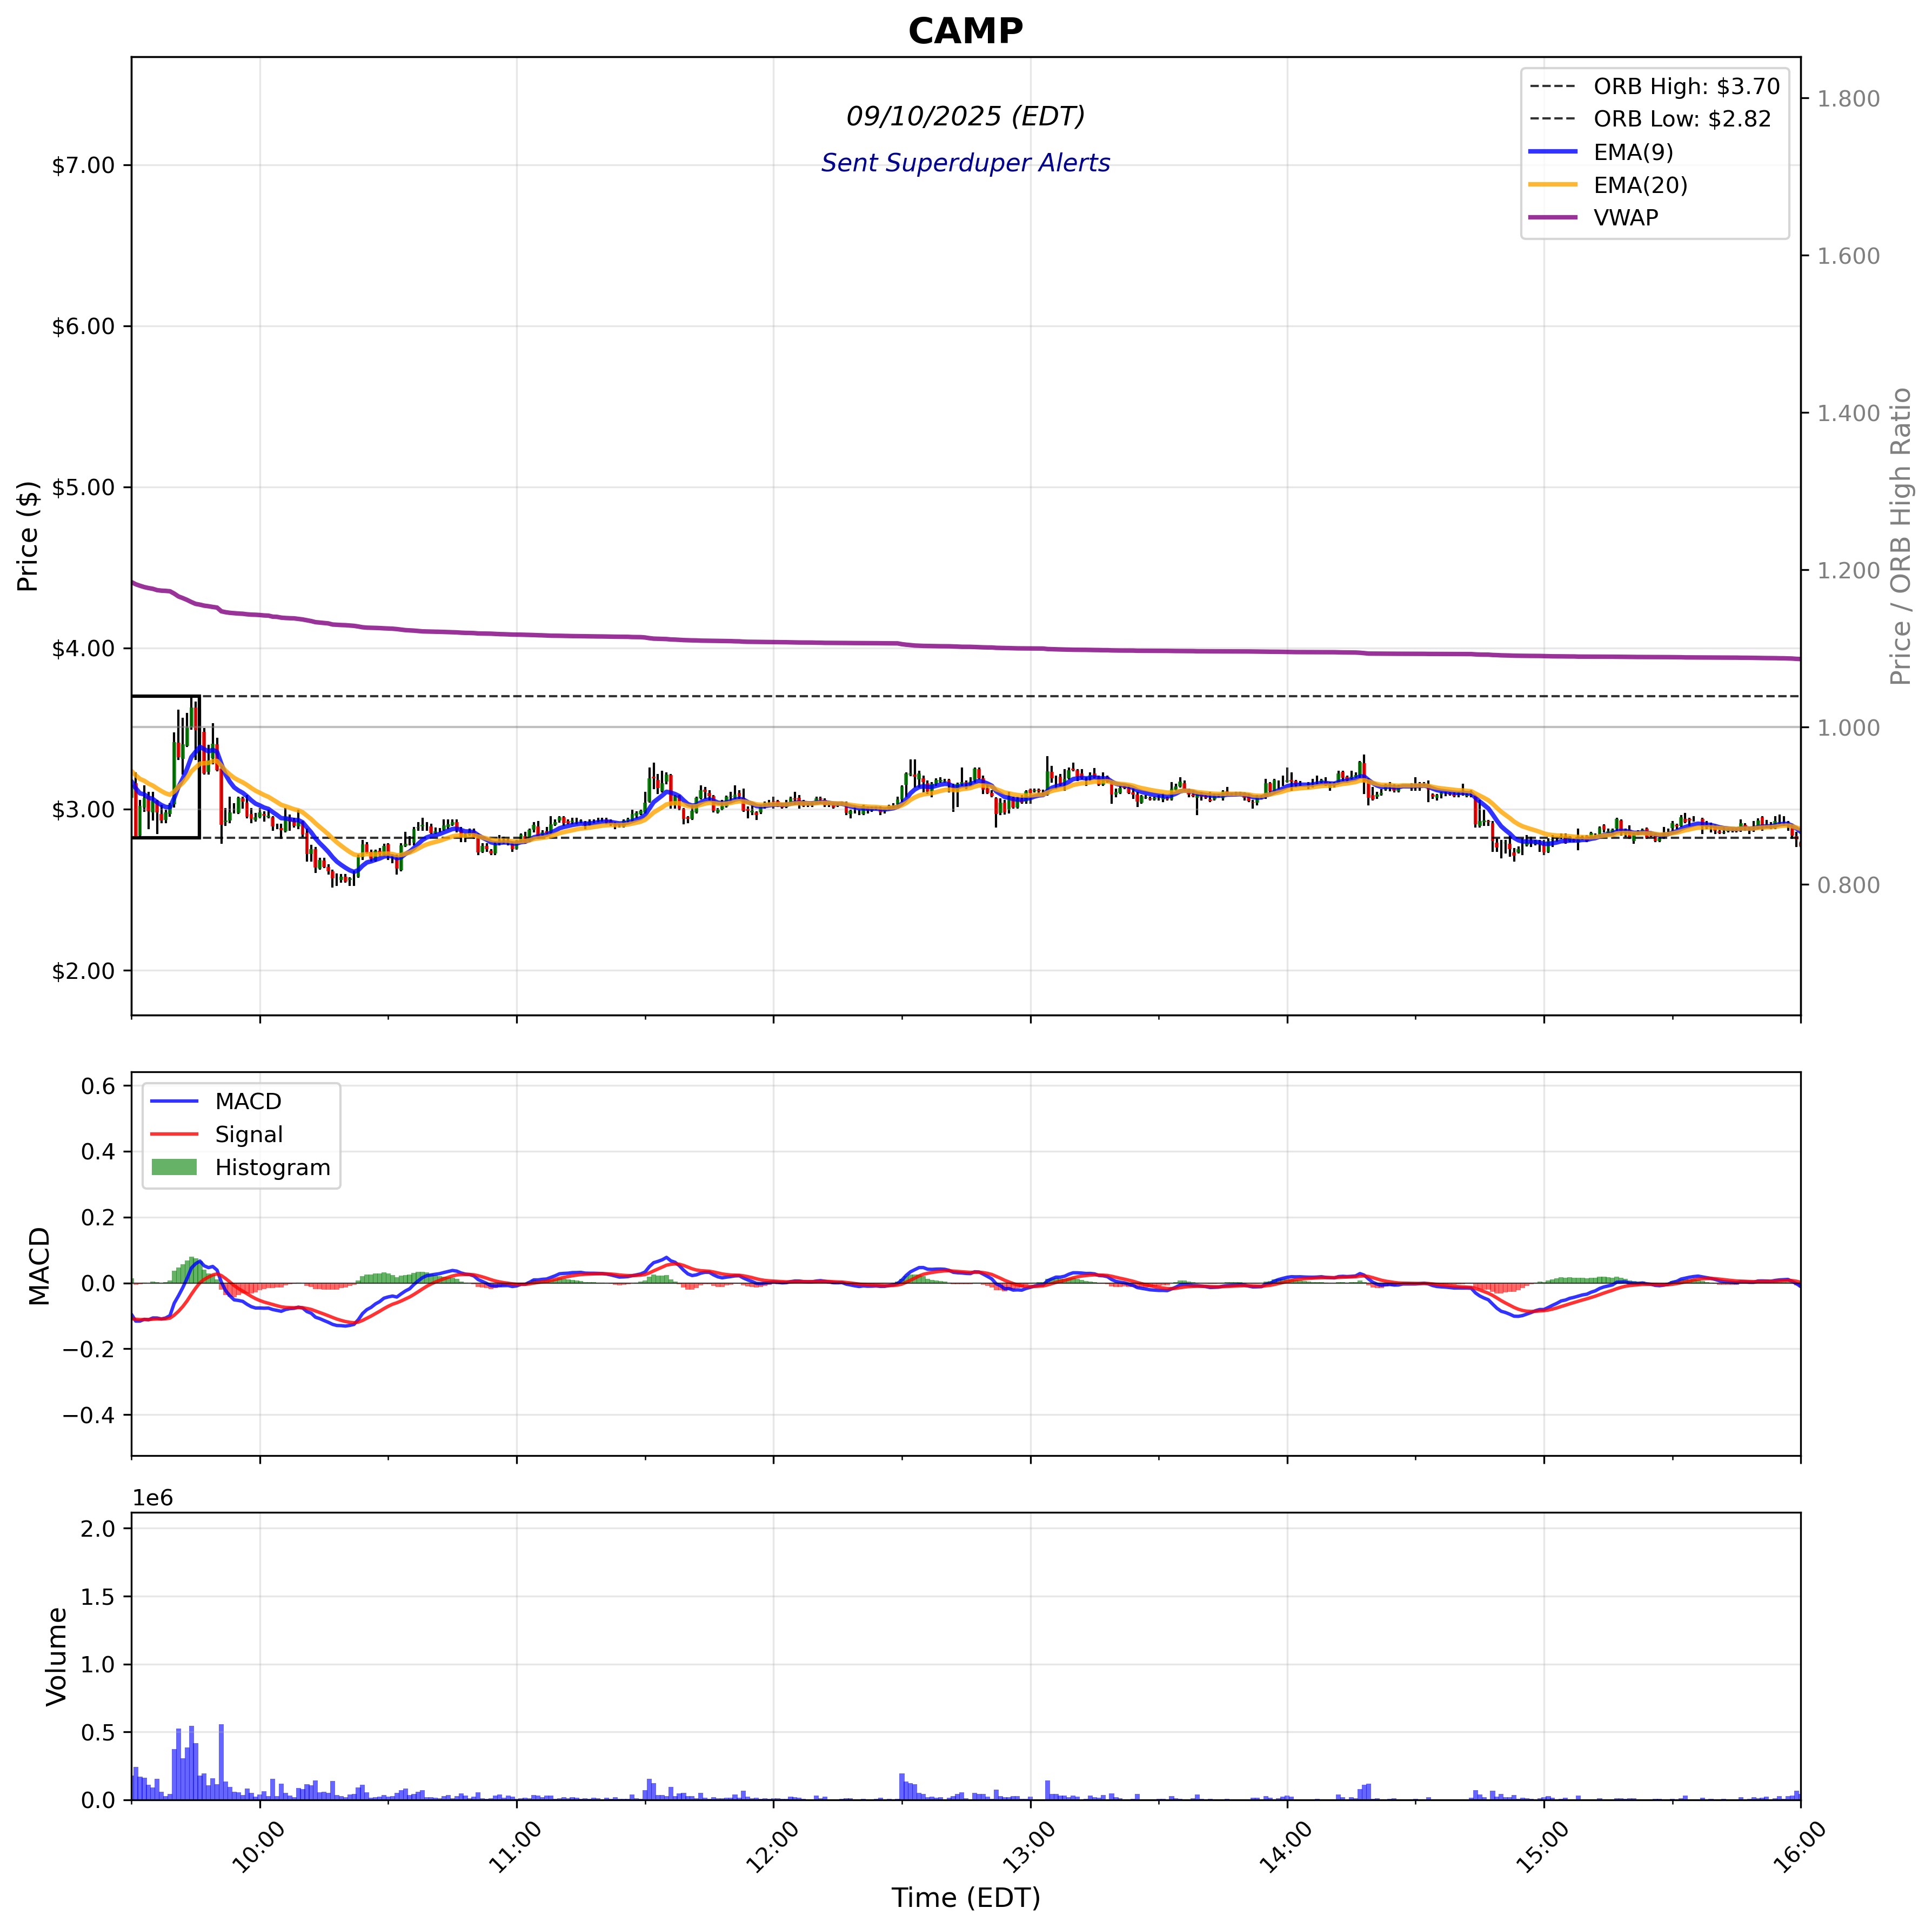 CAMP
09/10/2025 (EDT)
Sent Superduper Alerts
ORB High: $3.70
ORB Low: $2.82
EMA(9)
EMA(20)
VWAP
Price ($)
$7.00
$6.00
$5.00
$4.00
$3.00
$2.00
1.800
1.600
1.400
1.200
1.000
0.800
Price / ORB High Ratio
MACD
Signal
Histogram
MACD
0.6
0.4
0.2
0.0
−0.2
−0.4
1e6
Volume
2.0
1.5
1.0
0.5
0.0
10:00
11:00
12:00
13:00
14:00
15:00
16:00
Time (EDT)